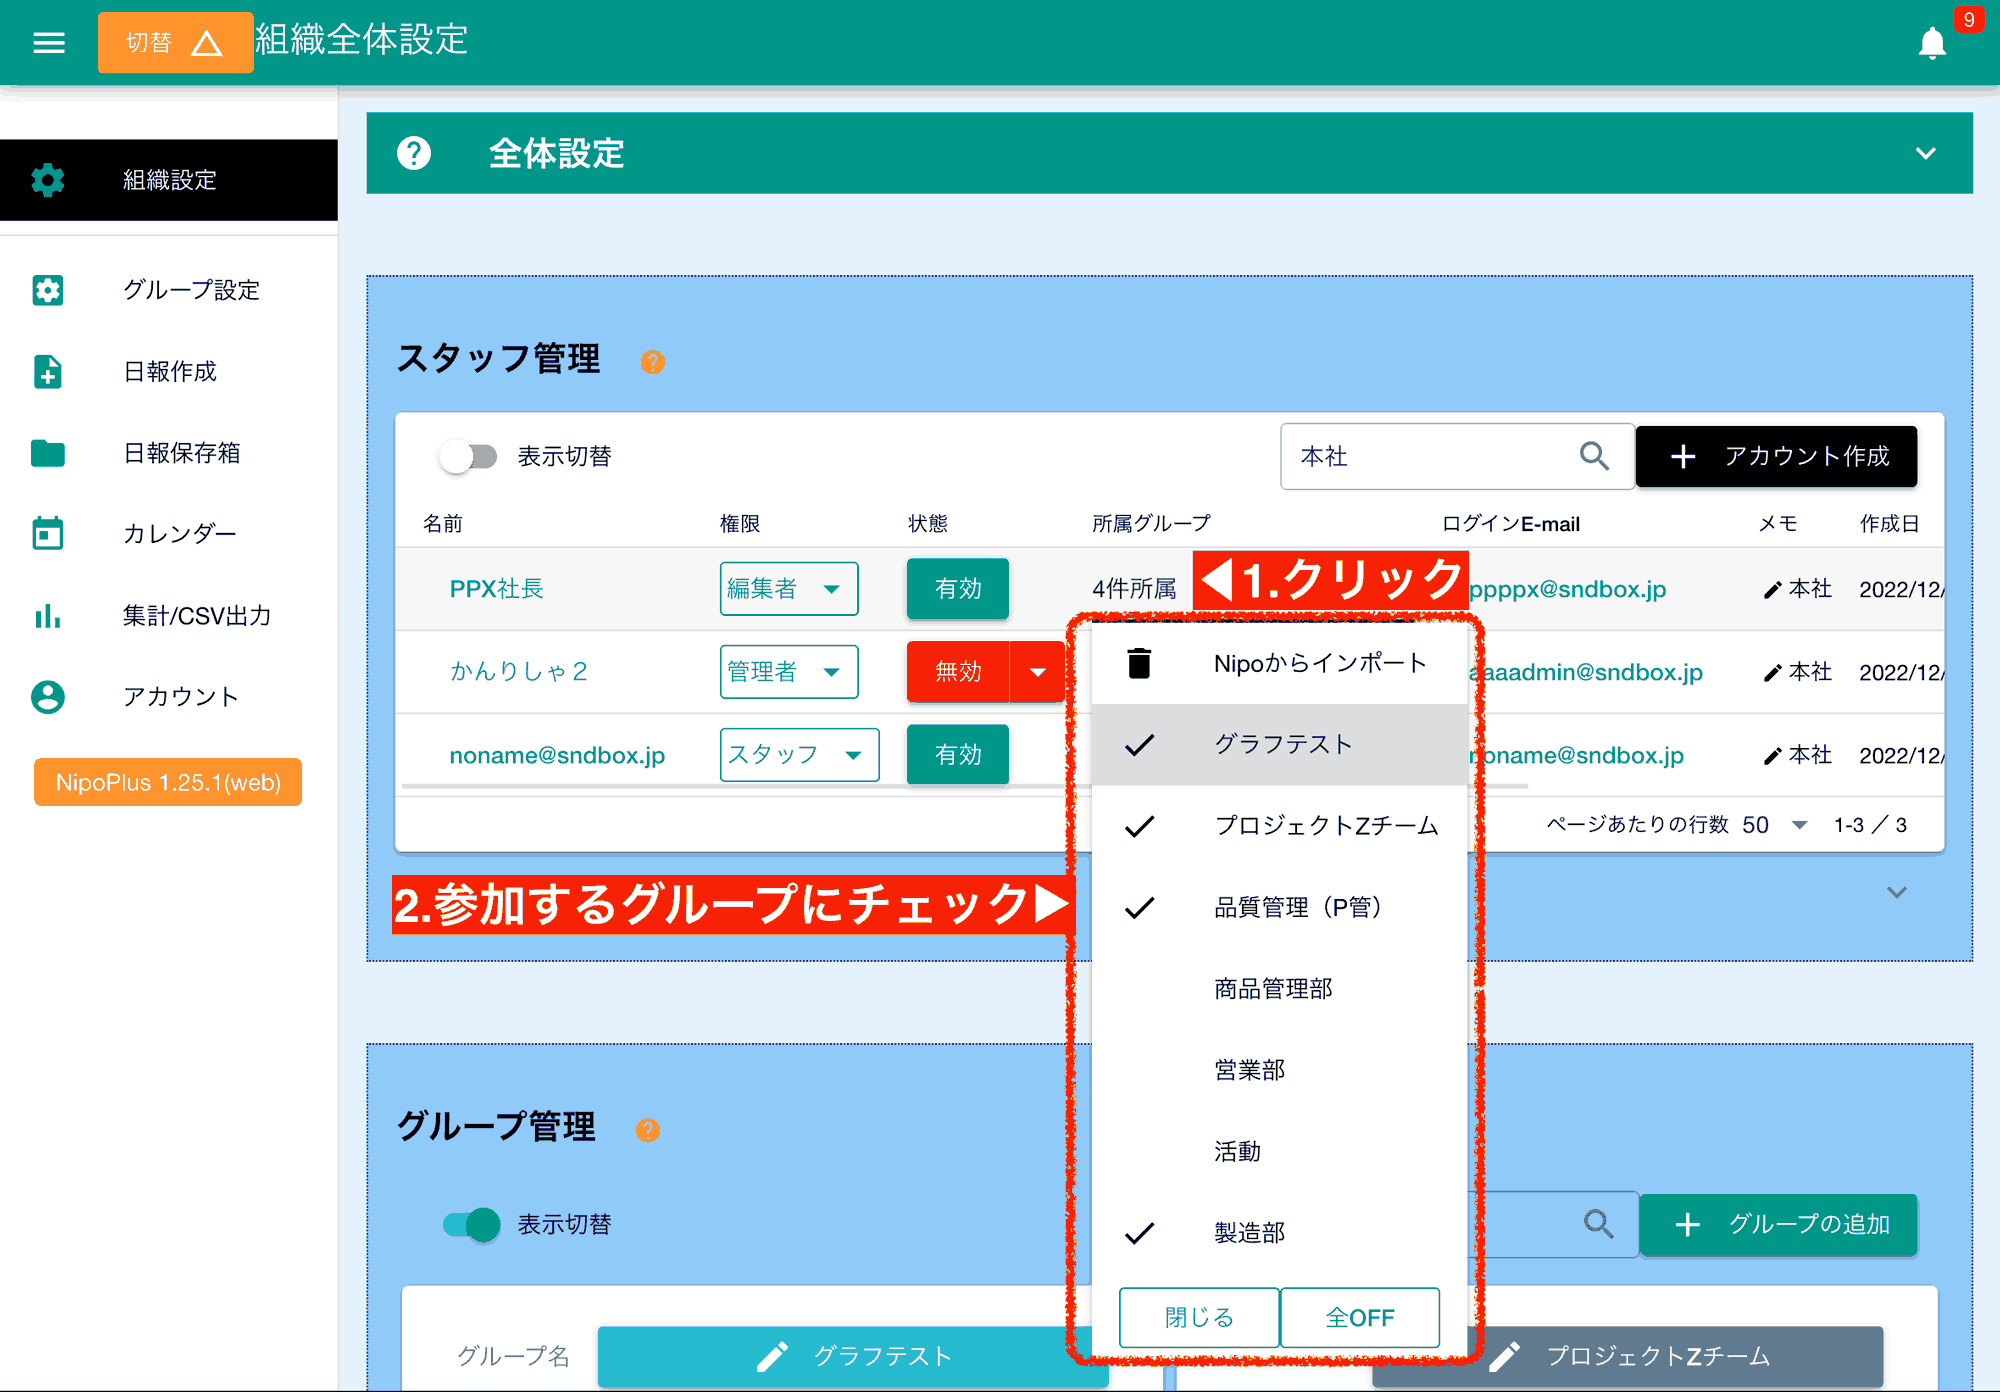 切替
組織全体設定
9
組織設定
グループ設定
日報作成
日報保存箱
カレンダー
集計/CSV出力
アカウント
NipoPlus 1.25.1(web)
全体設定
スタッフ管理
表示切替
本社
アカウント作成
名前 権限 状態 所属グループ ログインE-mail メモ 作成日
PPX社長 編集者 有効 4件所属 ppppx@sndbox.jp 本社 2022/12/
◀1.クリック
かんりしゃ２ 管理者 無効 aaaadmin@sndbox.jp 本社 2022/12/
noname@sndbox.jp スタッフ 有効 noname@sndbox.jp 本社 2022/12/
ページあたりの行数 50 1-3 ／ 3
2.参加するグループにチェック▶
Nipoからインポート
グラフテスト
プロジェクトZチーム
品質管理（P管）
商品管理部
営業部
活動
製造部
閉じる
全OFF
グループ管理
表示切替
グループの追加
グループ名
グラフテスト
プロジェクトZチーム